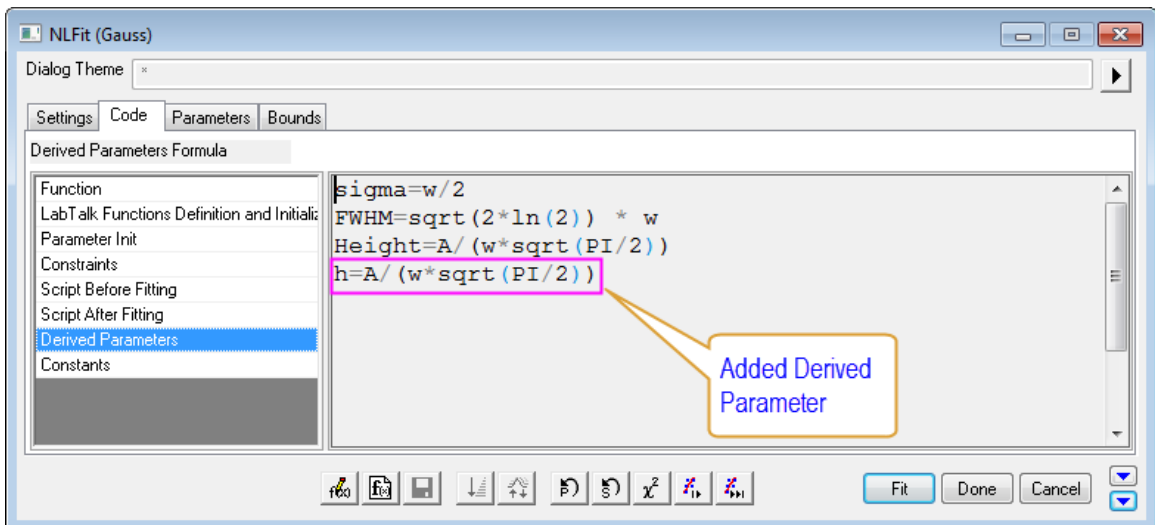 NLFit (Gauss)
Dialog Theme *
Settings Code Parameters Bounds
Derived Parameters Formula
Function
LabTalk Functions Definition and Initializ
Parameter Init
Constraints
Script Before Fitting
Script After Fitting
Derived Parameters
Constants
sigma=w/2
FWHM=sqrt(2*ln(2)) * w
Height=A/(w*sqrt(PI/2))
h=A/(w*sqrt(PI/2))
Added Derived
Parameter
Fit Done Cancel